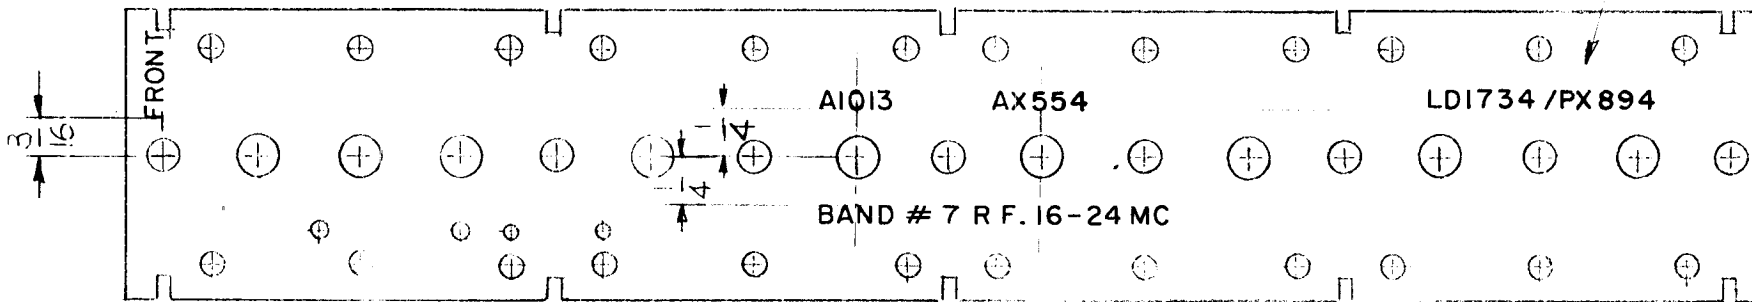 FRONT
3/16
1/4
1/4
A1013 AX554 LD1734/PX894
BAND # 7 R F. 16-24 MC